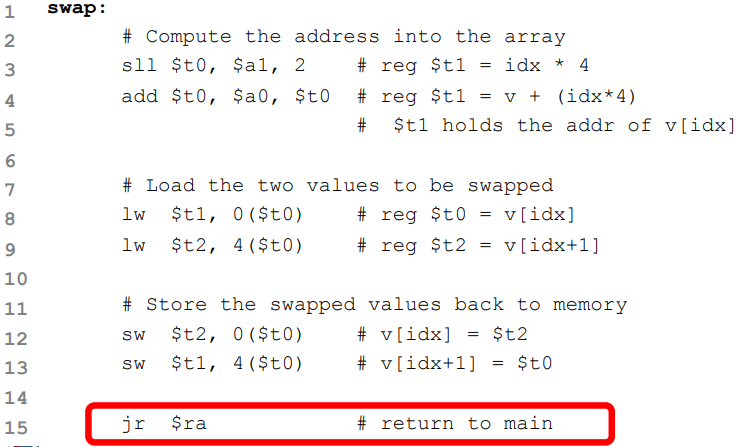 1 swap:
2 # Compute the address into the array
3 sll $t0, $a1, 2 # reg $t1 = idx * 4
4 add $t0, $a0, $t0 # reg $t1 = v + (idx*4)
5 # $t1 holds the addr of v[idx]
6
7 # Load the two values to be swapped
8 lw $t1, 0($t0) # reg $t0 = v[idx]
9 lw $t2, 4($t0) # reg $t2 = v[idx+1]
10
11 # Store the swapped values back to memory
12 sw $t2, 0($t0) # v[idx] = $t2
13 sw $t1, 4($t0) # v[idx+1] = $t0
14
15 jr $ra # return to main